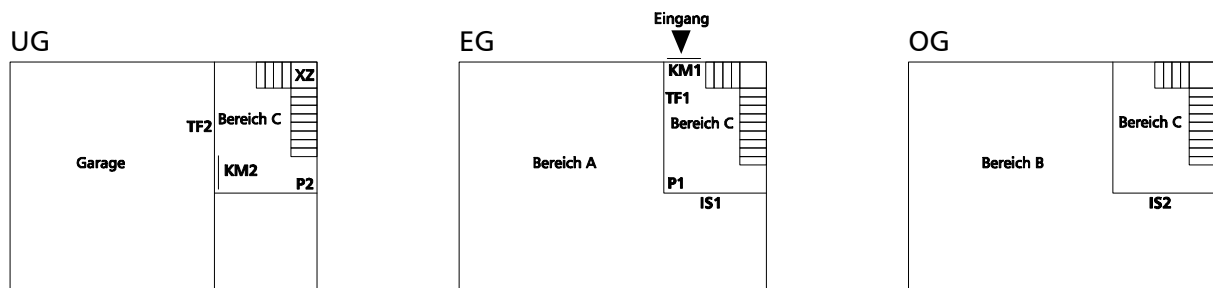 UG
XZ
Bereich C
TF2
Garage
KM2
P2
EG
Eingang
KM1
TF1
Bereich C
Bereich A
P1
IS1
OG
Bereich C
Bereich B
IS2